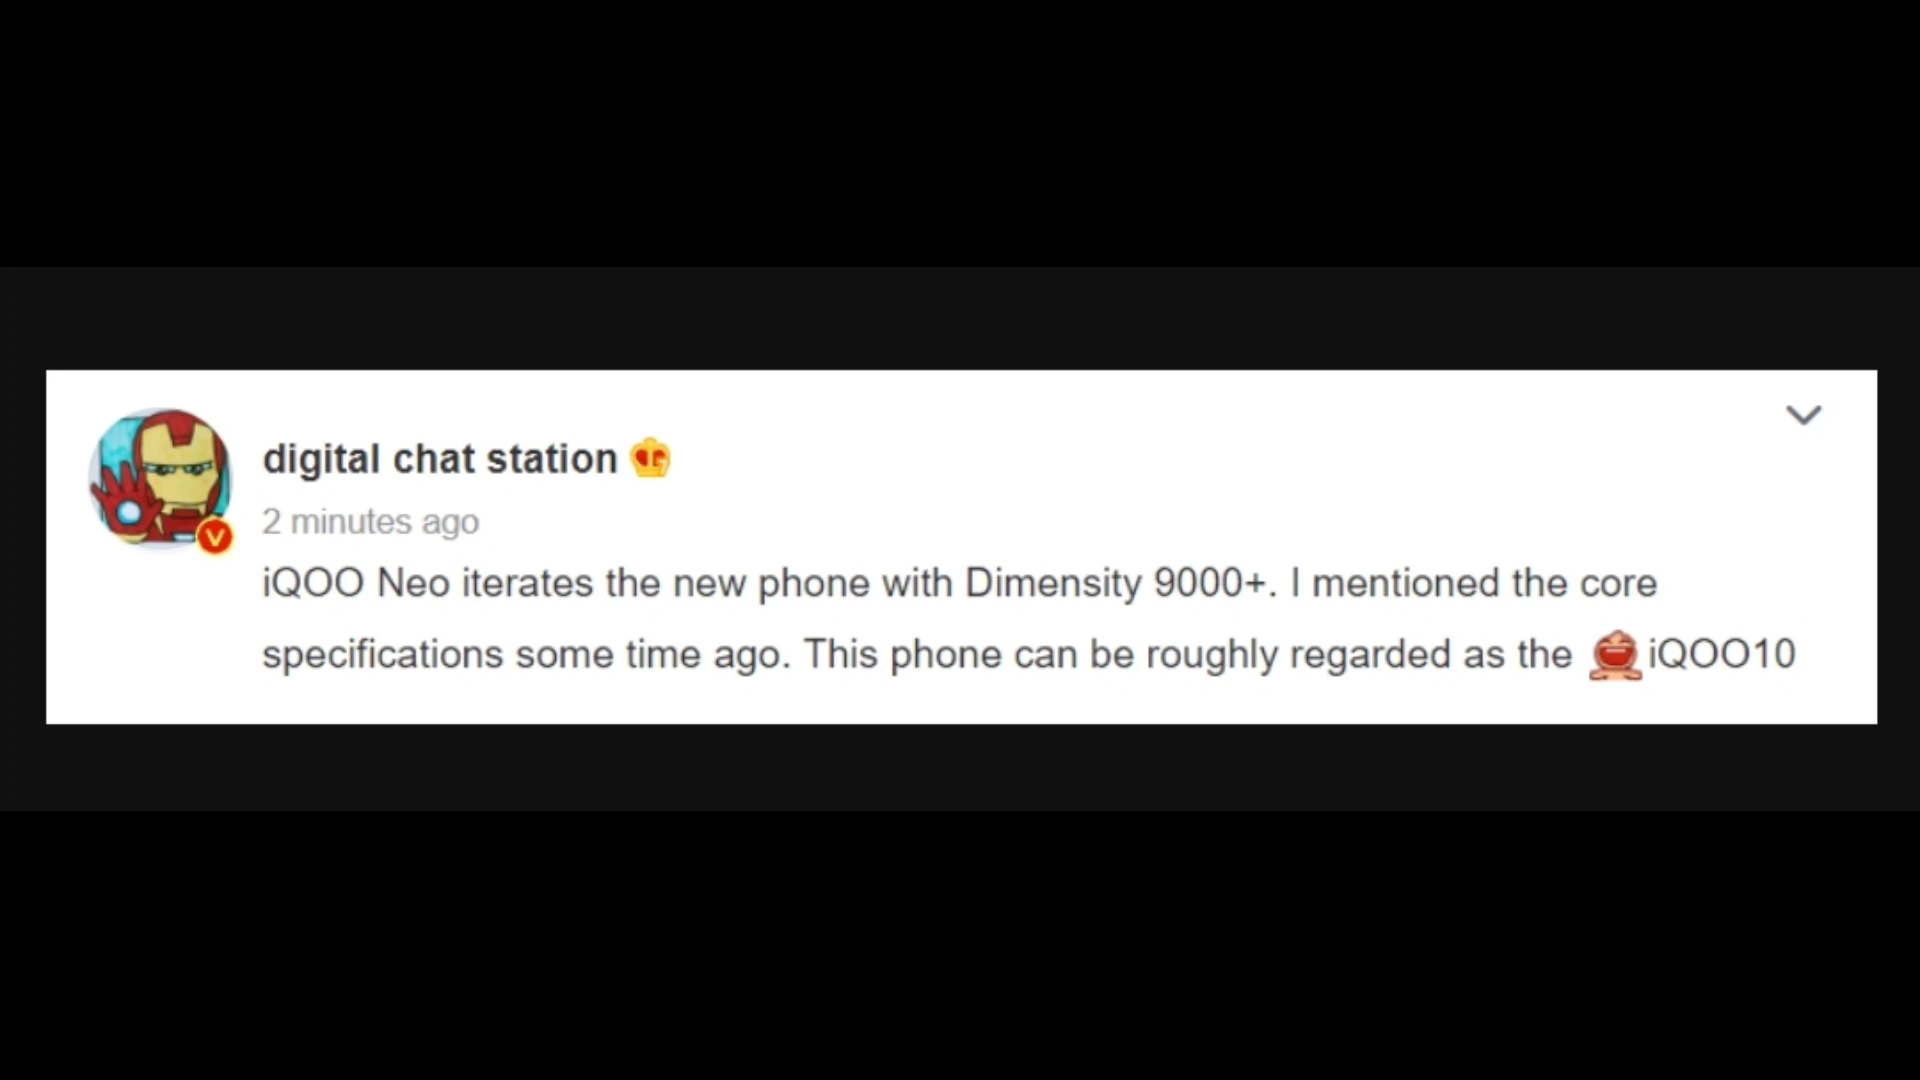 digital chat station
2 minutes ago
iQOO Neo iterates the new phone with Dimensity 9000+. I mentioned the core
specifications some time ago. This phone can be roughly regarded as the iQOO10